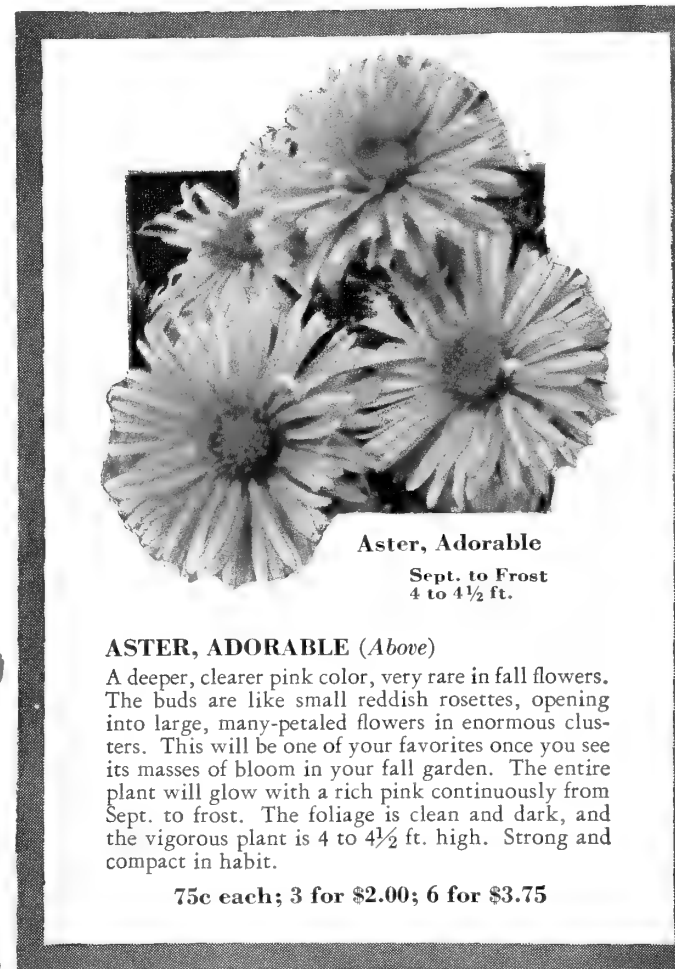 Aster, Adorable
Sept. to Frost
4 to 4½ ft.
ASTER, ADORABLE (Above)
A deeper, clearer pink color, very rare in fall flowers.
The buds are like small reddish rosettes, opening
into large, many-petaled flowers in enormous clus-
ters. This will be one of your favorites once you see
its masses of bloom in your fall garden. The entire
plant will glow with a rich pink continuously from
Sept. to frost. The foliage is clean and dark, and
the vigorous plant is 4 to 4½ ft. high. Strong and
compact in habit.
75c each; 3 for $2.00; 6 for $3.75